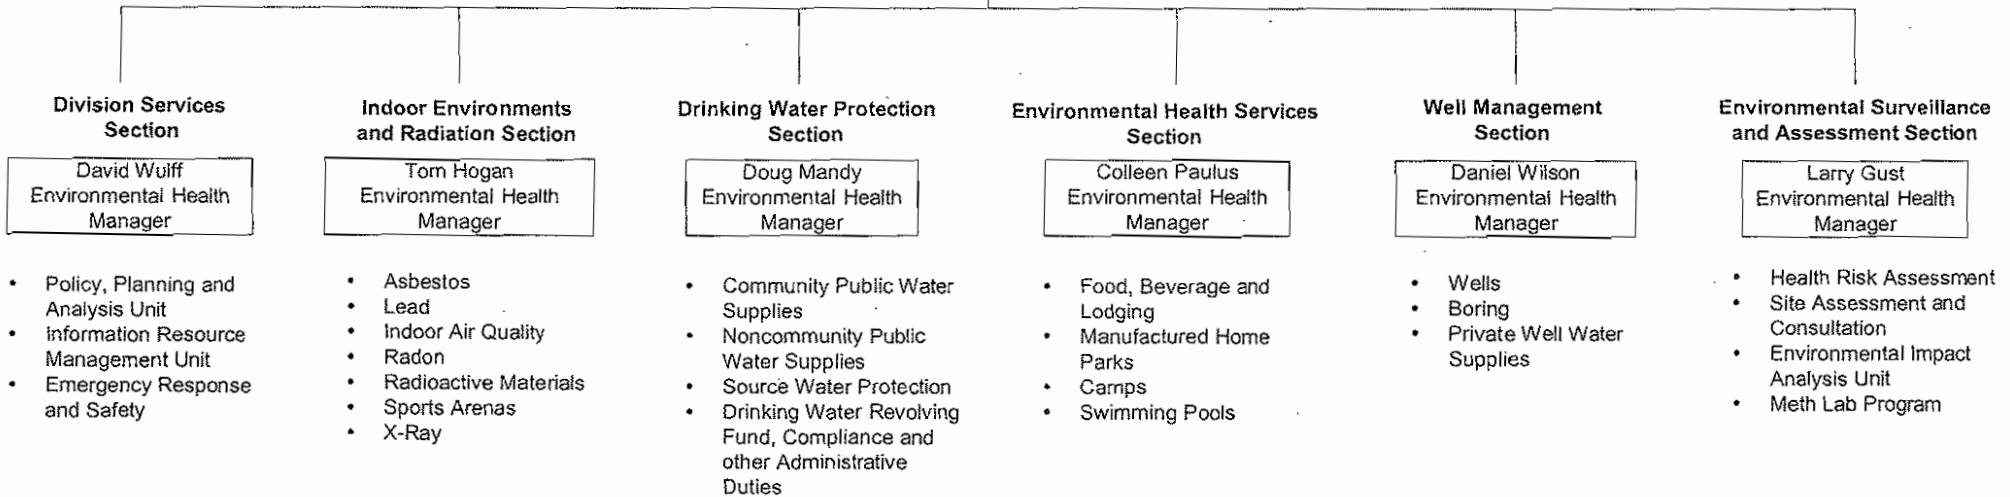 Division Services
Section
David Wulff
Environmental Health
Manager
• Policy, Planning and
Analysis Unit
• Information Resource
Management Unit
• Emergency Response
and Safety
Indoor Environments
and Radiation Section
Tom Hogan
Environmental Health
Manager
• Asbestos
• Lead
• Indoor Air Quality
• Radon
• Radioactive Materials
• Sports Arenas
• X-Ray
Drinking Water Protection
Section
Doug Mandy
Environmental Health
Manager
• Community Public Water
Supplies
• Noncommunity Public
Water Supplies
• Source Water Protection
• Drinking Water Revolving
Fund, Compliance and
other Administrative
Duties
Environmental Health Services
Section
Colleen Paulus
Environmental Health
Manager
• Food, Beverage and
Lodging
• Manufactured Home
Parks
• Camps
• Swimming Pools
Well Management
Section
Daniel Wilson
Environmental Health
Manager
• Wells
• Boring
• Private Well Water
Supplies
Environmental Surveillance
and Assessment Section
Larry Gust
Environmental Health
Manager
• Health Risk Assessment
• Site Assessment and
Consultation
• Environmental Impact
Analysis Unit
• Meth Lab Program